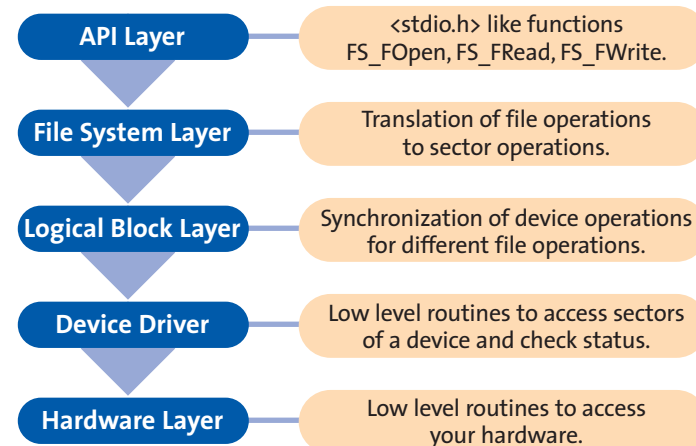 API Layer
<stdio.h> like functions
FS_FOpen, FS_FRead, FS_FWrite.
File System Layer
Translation of file operations
to sector operations.
Logical Block Layer
Synchronization of device operations
for different file operations.
Device Driver
Low level routines to access sectors
of a device and check status.
Hardware Layer
Low level routines to access
your hardware.